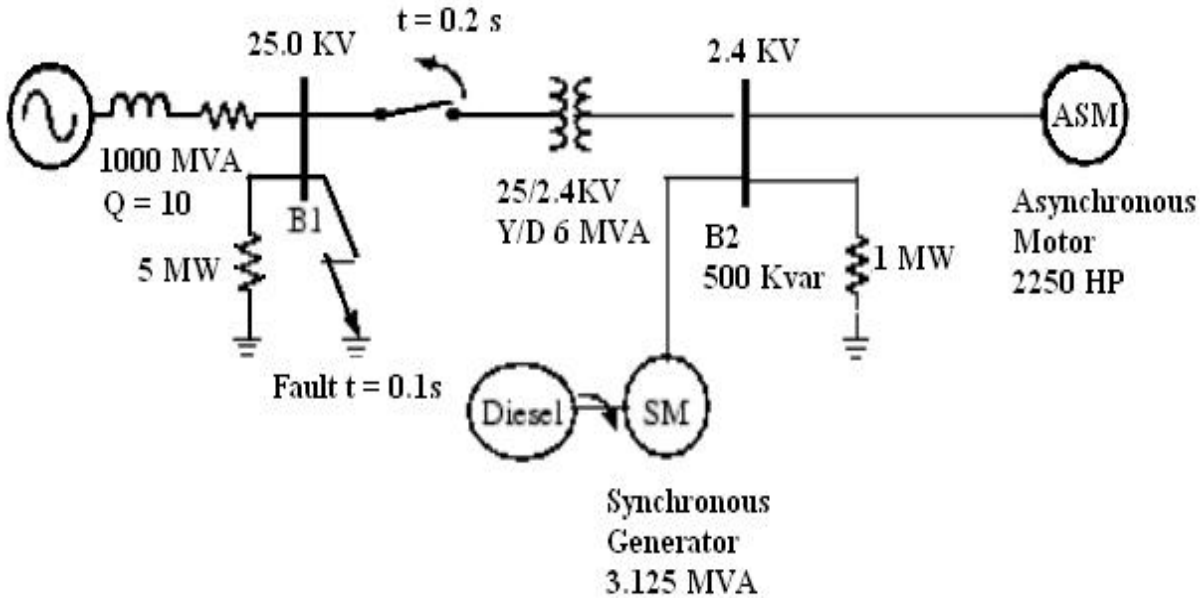 t = 0.2 s
25.0 KV
2.4 KV
ASM
1000 MVA
Q = 10
25/2.4KV
Y/D 6 MVA
Asynchronous
Motor
2250 HP
B1
5 MW
B2
500 Kvar
1 MW
Fault t = 0.1s
Diesel
SM
Synchronous
Generator
3.125 MVA